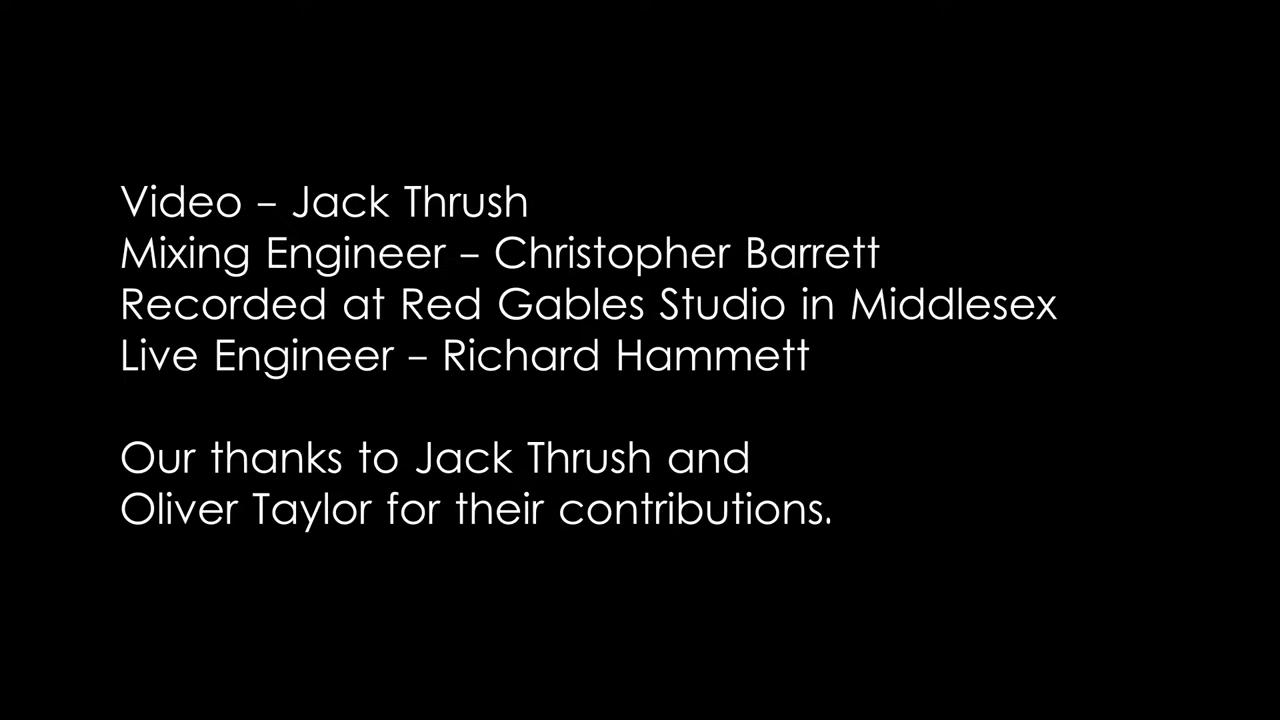 Video – Jack Thrush
Mixing Engineer – Christopher Barrett
Recorded at Red Gables Studio in Middlesex
Live Engineer – Richard Hammett
Our thanks to Jack Thrush and
Oliver Taylor for their contributions.